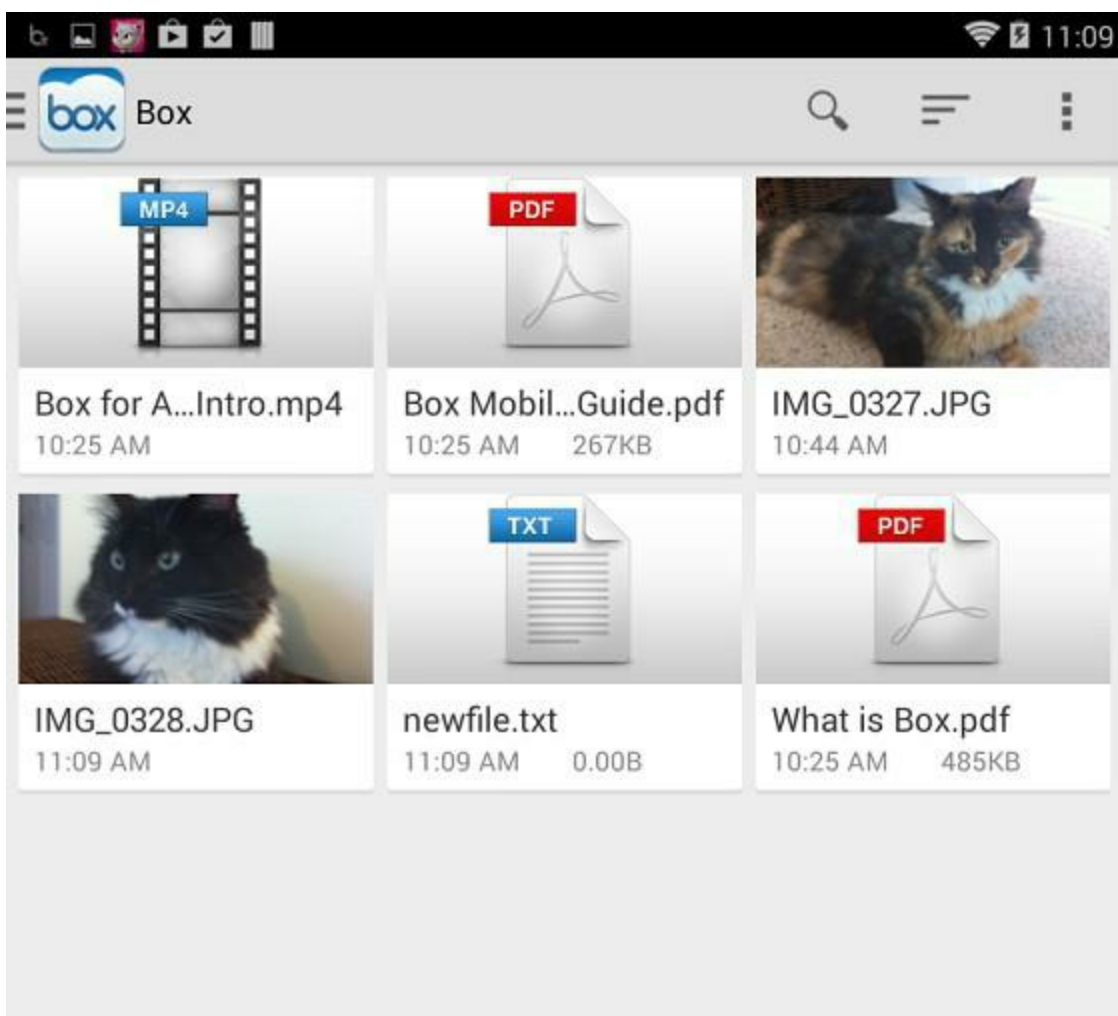 11:09
box Box
MP4
Box for A...Intro.mp4
10:25 AM
PDF
Box Mobil...Guide.pdf
10:25 AM 267KB
IMG_0327.JPG
10:44 AM
IMG_0328.JPG
11:09 AM
TXT
newfile.txt
11:09 AM 0.00B
PDF
What is Box.pdf
10:25 AM 485KB